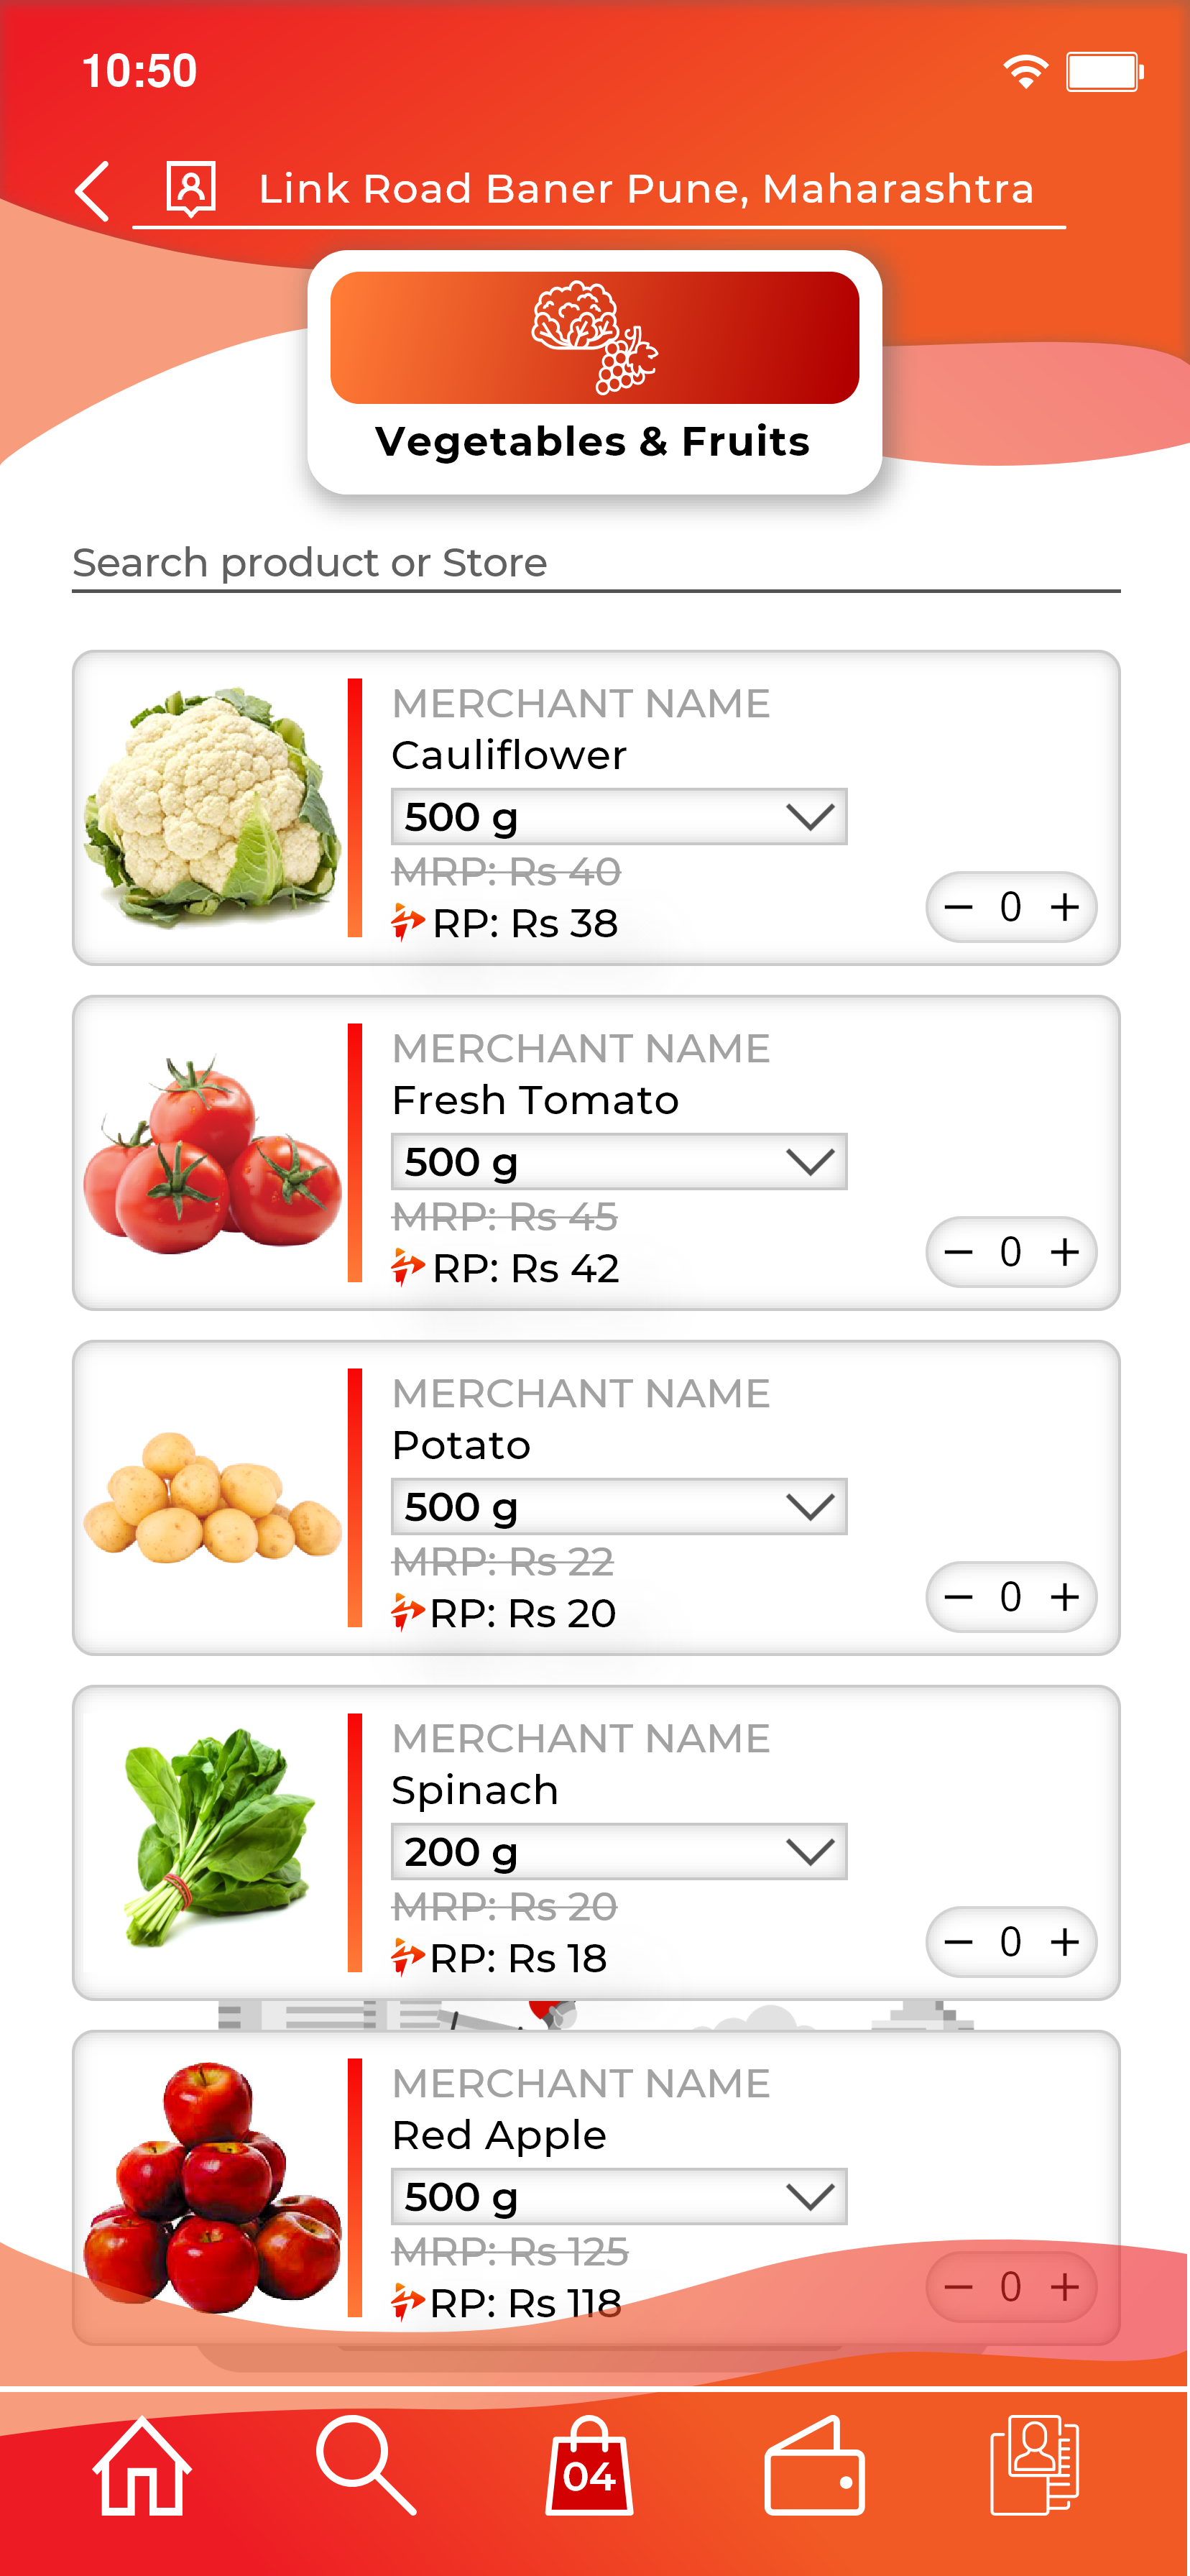 10:50
Link Road Baner Pune, Maharashtra
Vegetables & Fruits
Search product or Store
MERCHANT NAME
Cauliflower
500 g
MRP: Rs 40
RP: Rs 38
− 0 +
MERCHANT NAME
Fresh Tomato
500 g
MRP: Rs 45
RP: Rs 42
− 0 +
MERCHANT NAME
Potato
500 g
MRP: Rs 22
RP: Rs 20
− 0 +
MERCHANT NAME
Spinach
200 g
MRP: Rs 20
RP: Rs 18
− 0 +
MERCHANT NAME
Red Apple
500 g
MRP: Rs 125
RP: Rs 118
− 0 +
04